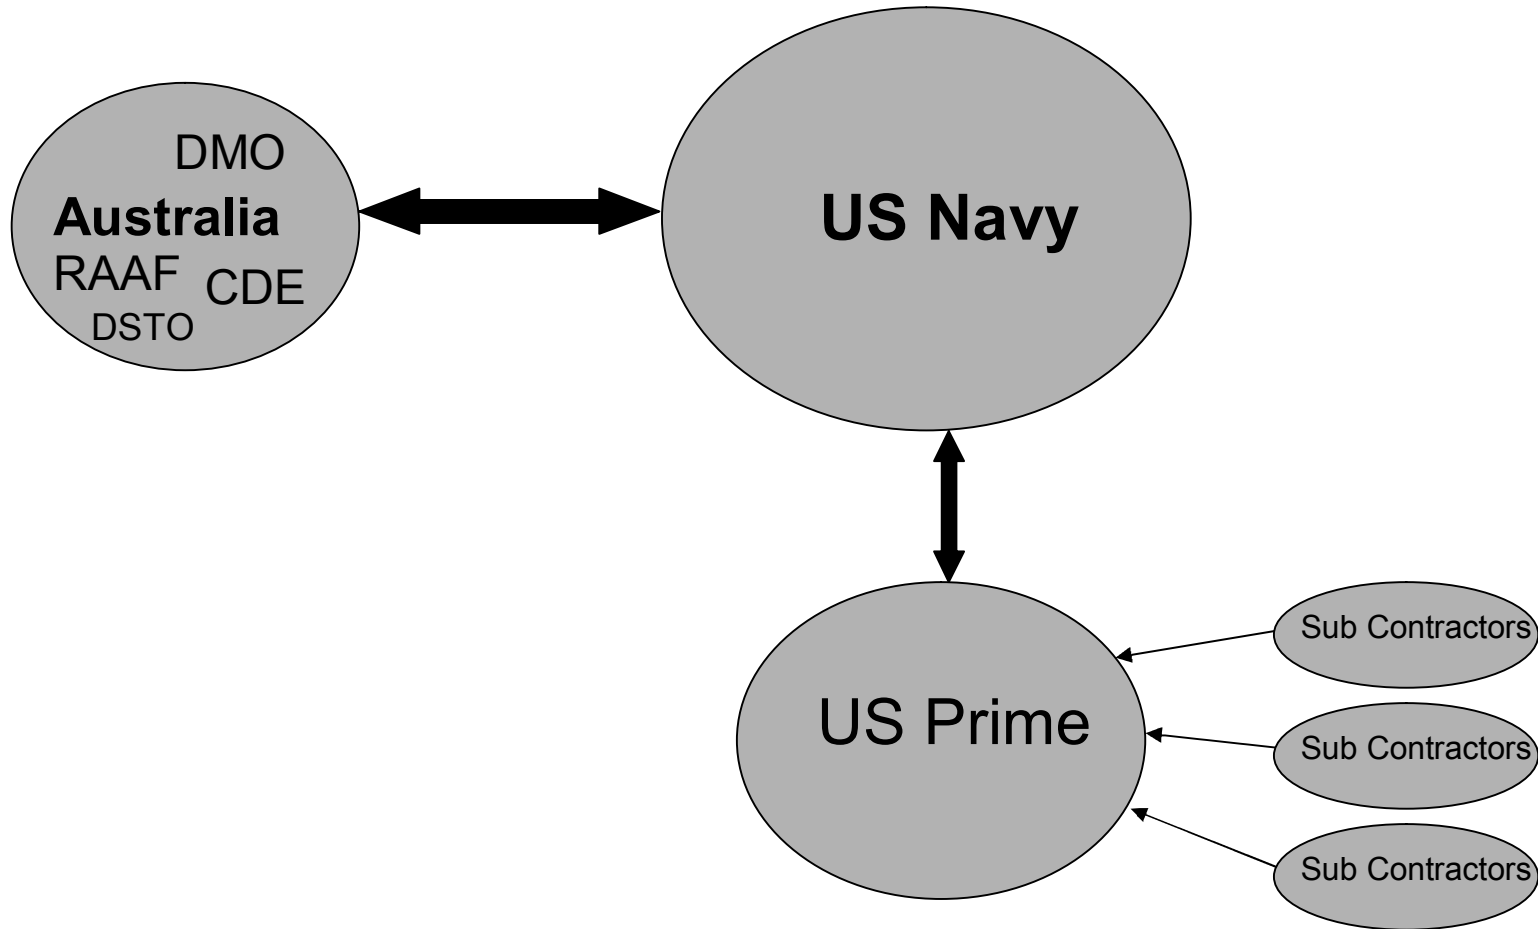 DMO
Australia
RAAF CDE
DSTO
US Navy
US Prime
Sub Contractors
Sub Contractors
Sub Contractors